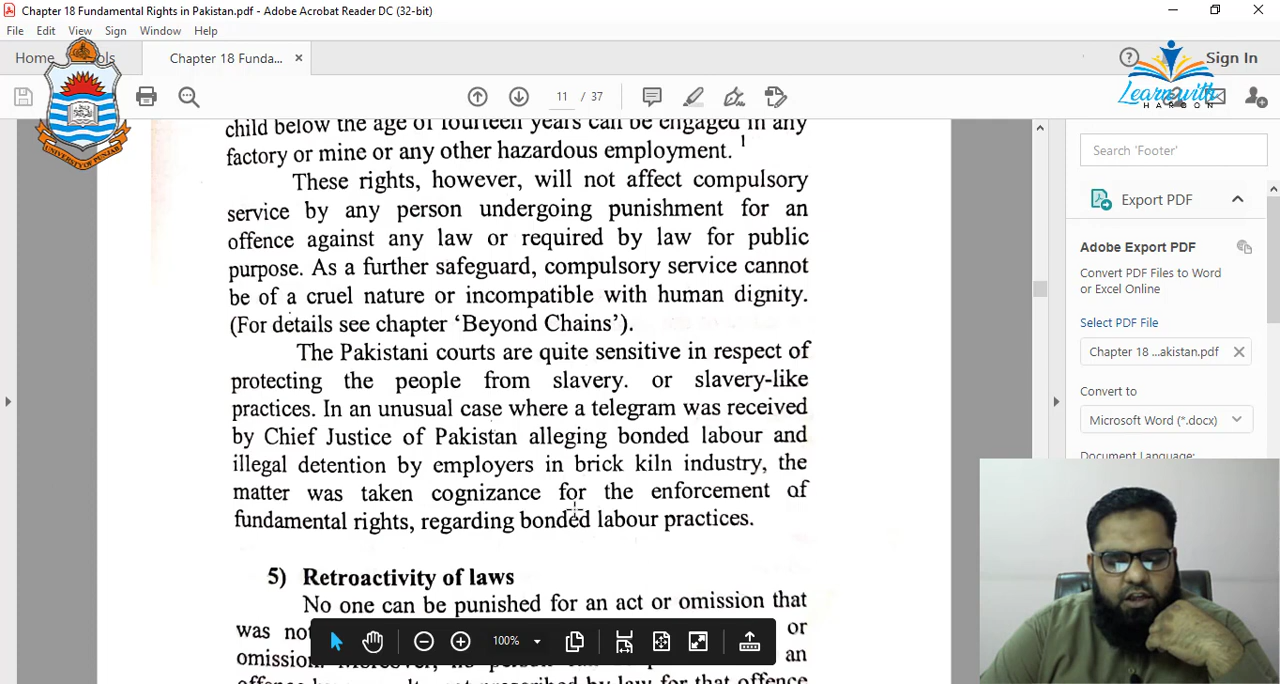 Chapter 18 Fundamental Rights in Pakistan.pdf - Adobe Acrobat Reader DC (32-bit)
File Edit View Sign Window Help
Home
Chapter 18 Funda... ×
Sign In
11 / 37
Learn with
HAROON
UNIVERSITY OF PUNJAB
child below the age of fourteen years can be engaged in any
factory or mine or any other hazardous employment. 1
These rights, however, will not affect compulsory
service by any person undergoing punishment for an
offence against any law or required by law for public
purpose. As a further safeguard, compulsory service cannot
be of a cruel nature or incompatible with human dignity.
(For details see chapter ‘Beyond Chains’).
The Pakistani courts are quite sensitive in respect of
protecting the people from slavery. or slavery-like
practices. In an unusual case where a telegram was received
by Chief Justice of Pakistan alleging bonded labour and
illegal detention by employers in brick kiln industry, the
matter was taken cognizance for the enforcement of
fundamental rights, regarding bonded labour practices.
5) Retroactivity of laws
No one can be punished for an act or omission that
was not or
omission. Moreover, no person can an
offence by a penalty not prescribed by law for that offence
100%
Search 'Footer'
Export PDF
Adobe Export PDF
Convert PDF Files to Word
or Excel Online
Select PDF File
Chapter 18 ...akistan.pdf ×
Convert to
Microsoft Word (*.docx)
Document Language: